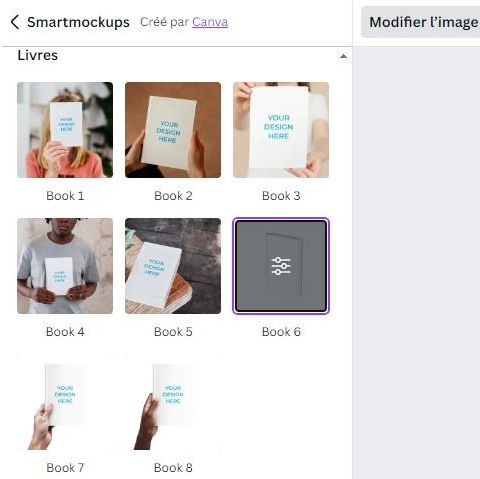 Smartmockups Créé par Canva
Modifier l'image
Livres
YOUR
DESIGN
HERE
YOUR
DESIGN
HERE
YOUR
DESIGN
HERE
Book 1
Book 2
Book 3
YOUR
DESIGN
HERE
YOUR
DESIGN
HERE
Book 4
Book 5
Book 6
YOUR
DESIGN
HERE
YOUR
DESIGN
HERE
Book 7
Book 8